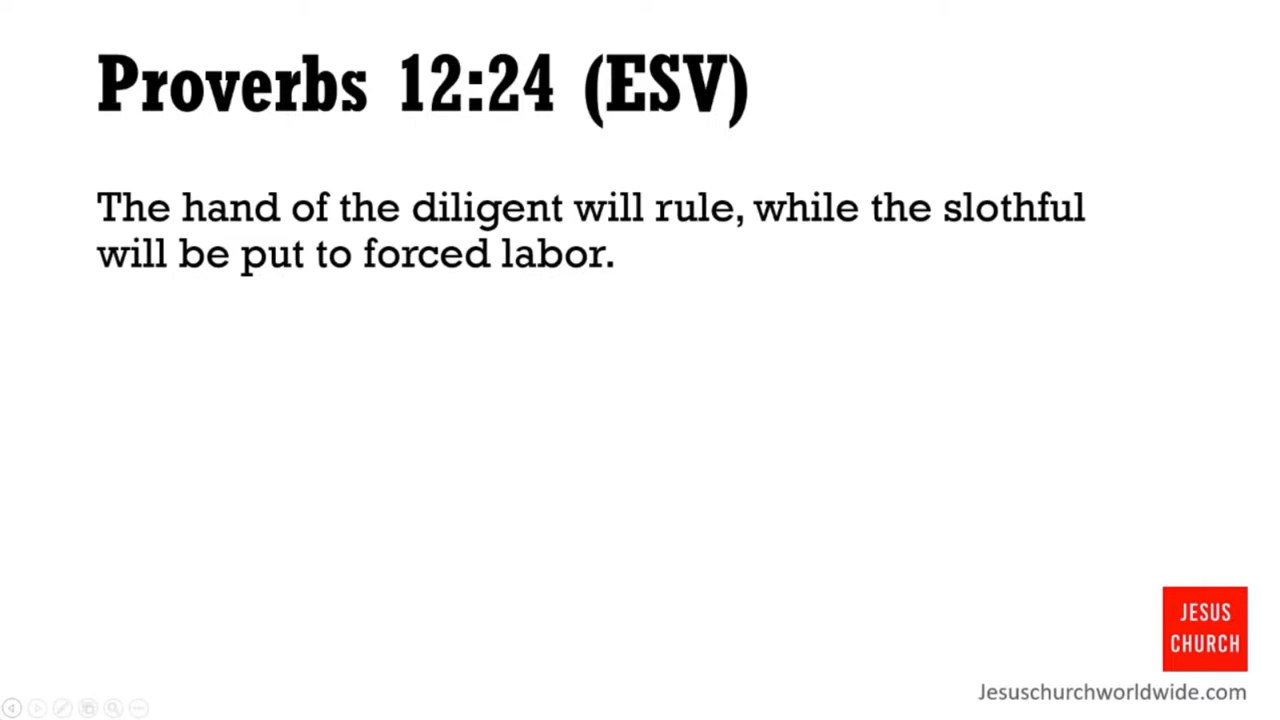 Proverbs 12:24 (ESV)
The hand of the diligent will rule, while the slothful
will be put to forced labor.
JESUS
CHURCH
Jesuschurchworldwide.com